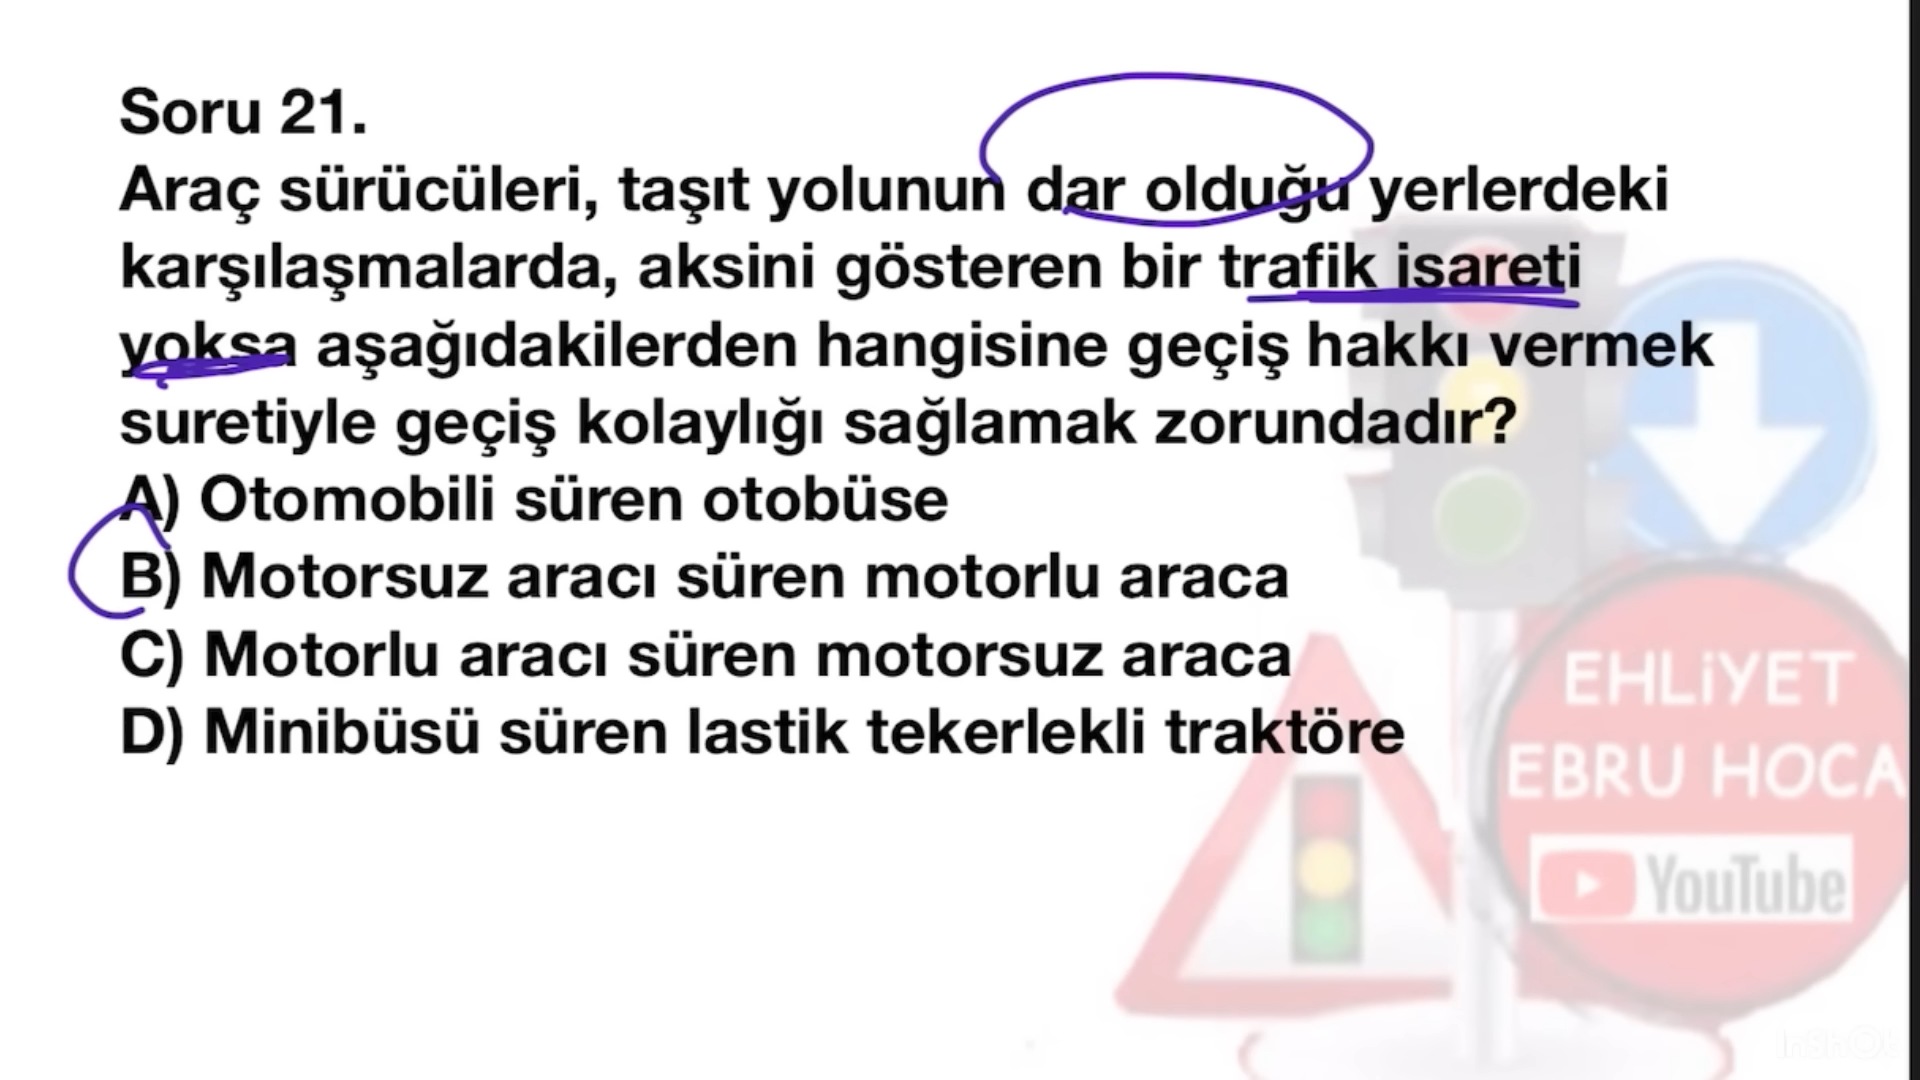 Soru 21.
Araç sürücüleri, taşıt yolunun dar olduğu yerlerdeki
karşılaşmalarda, aksini gösteren bir trafik işareti
yoksa aşağıdakilerden hangisine geçiş hakkı vermek
suretiyle geçiş kolaylığı sağlamak zorundadır?
A) Otomobili süren otobüse
B) Motorsuz aracı süren motorlu araca
C) Motorlu aracı süren motorsuz araca
D) Minibüsü süren lastik tekerlekli traktöre
EHLİYET
EBRU HOCA
YouTube
InShOt